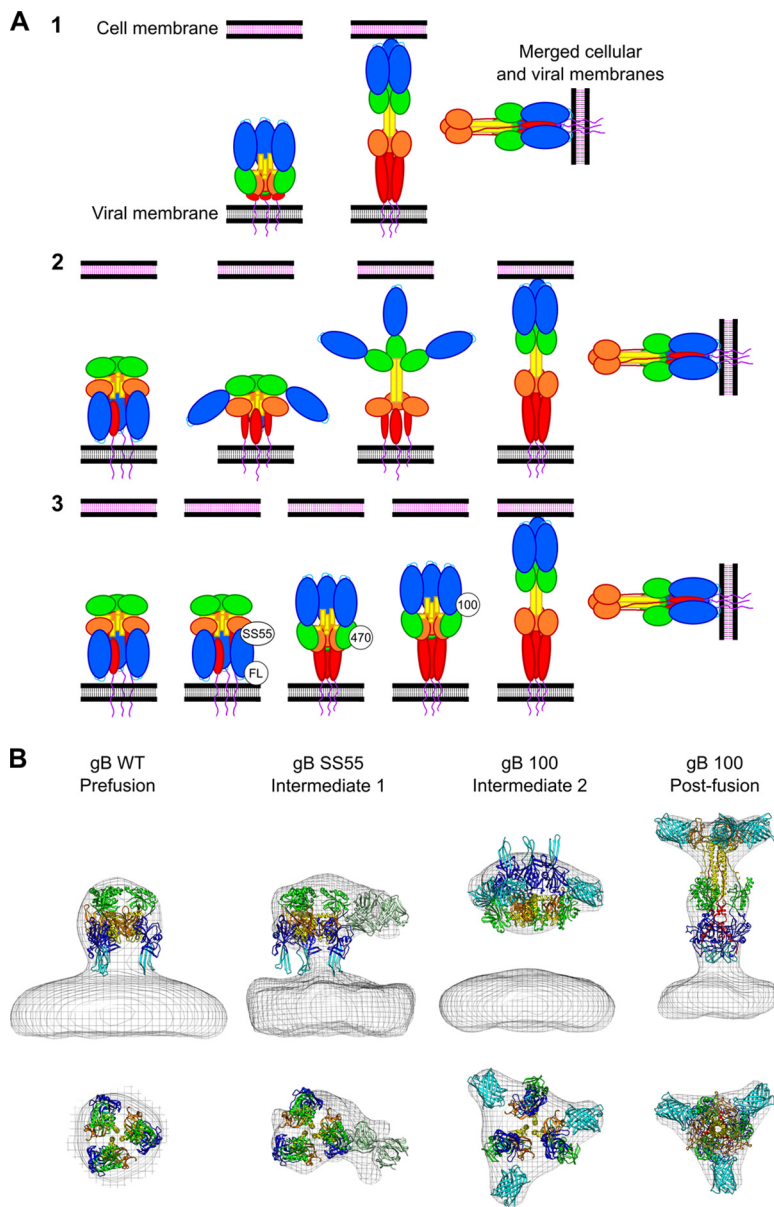 A
1
Cell membrane
Merged cellular
and viral membranes
Viral membrane
2
3
SS55
FL
470
100
B
gB WT
Prefusion
gB SS55
Intermediate 1
gB 100
Intermediate 2
gB 100
Post-fusion